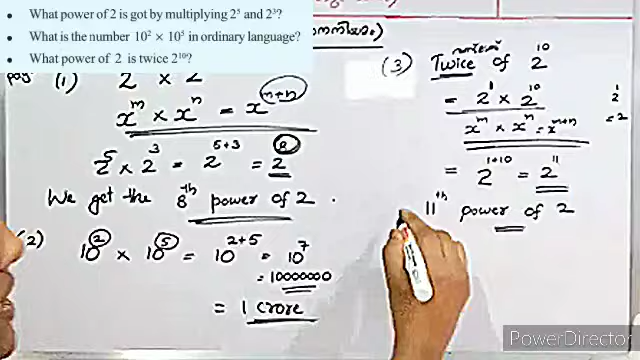 • What power of 2 is got by multiplying 2⁵ and 2³?
• What is the number 10² × 10⁵ in ordinary language?
• What power of 2 is twice 2¹⁰?
(1) 2 × 2
xᵐ × xⁿ = x⁽ᵐ⁺ⁿ⁾
2⁵ × 2³ = 2⁵⁺³ = 2⁸
We get the 8ᵗʰ power of 2.
(2) 10² × 10⁵ = 10²⁺⁵ = 10⁷
= 10000000
= 1 crore
(3) Twice of 2¹⁰
= 2¹ × 2¹⁰
2¹ = 2
xᵐ × xⁿ = xᵐ⁺ⁿ
= 2¹⁺¹⁰ = 2¹¹
11ᵗʰ power of 2
PowerDirector